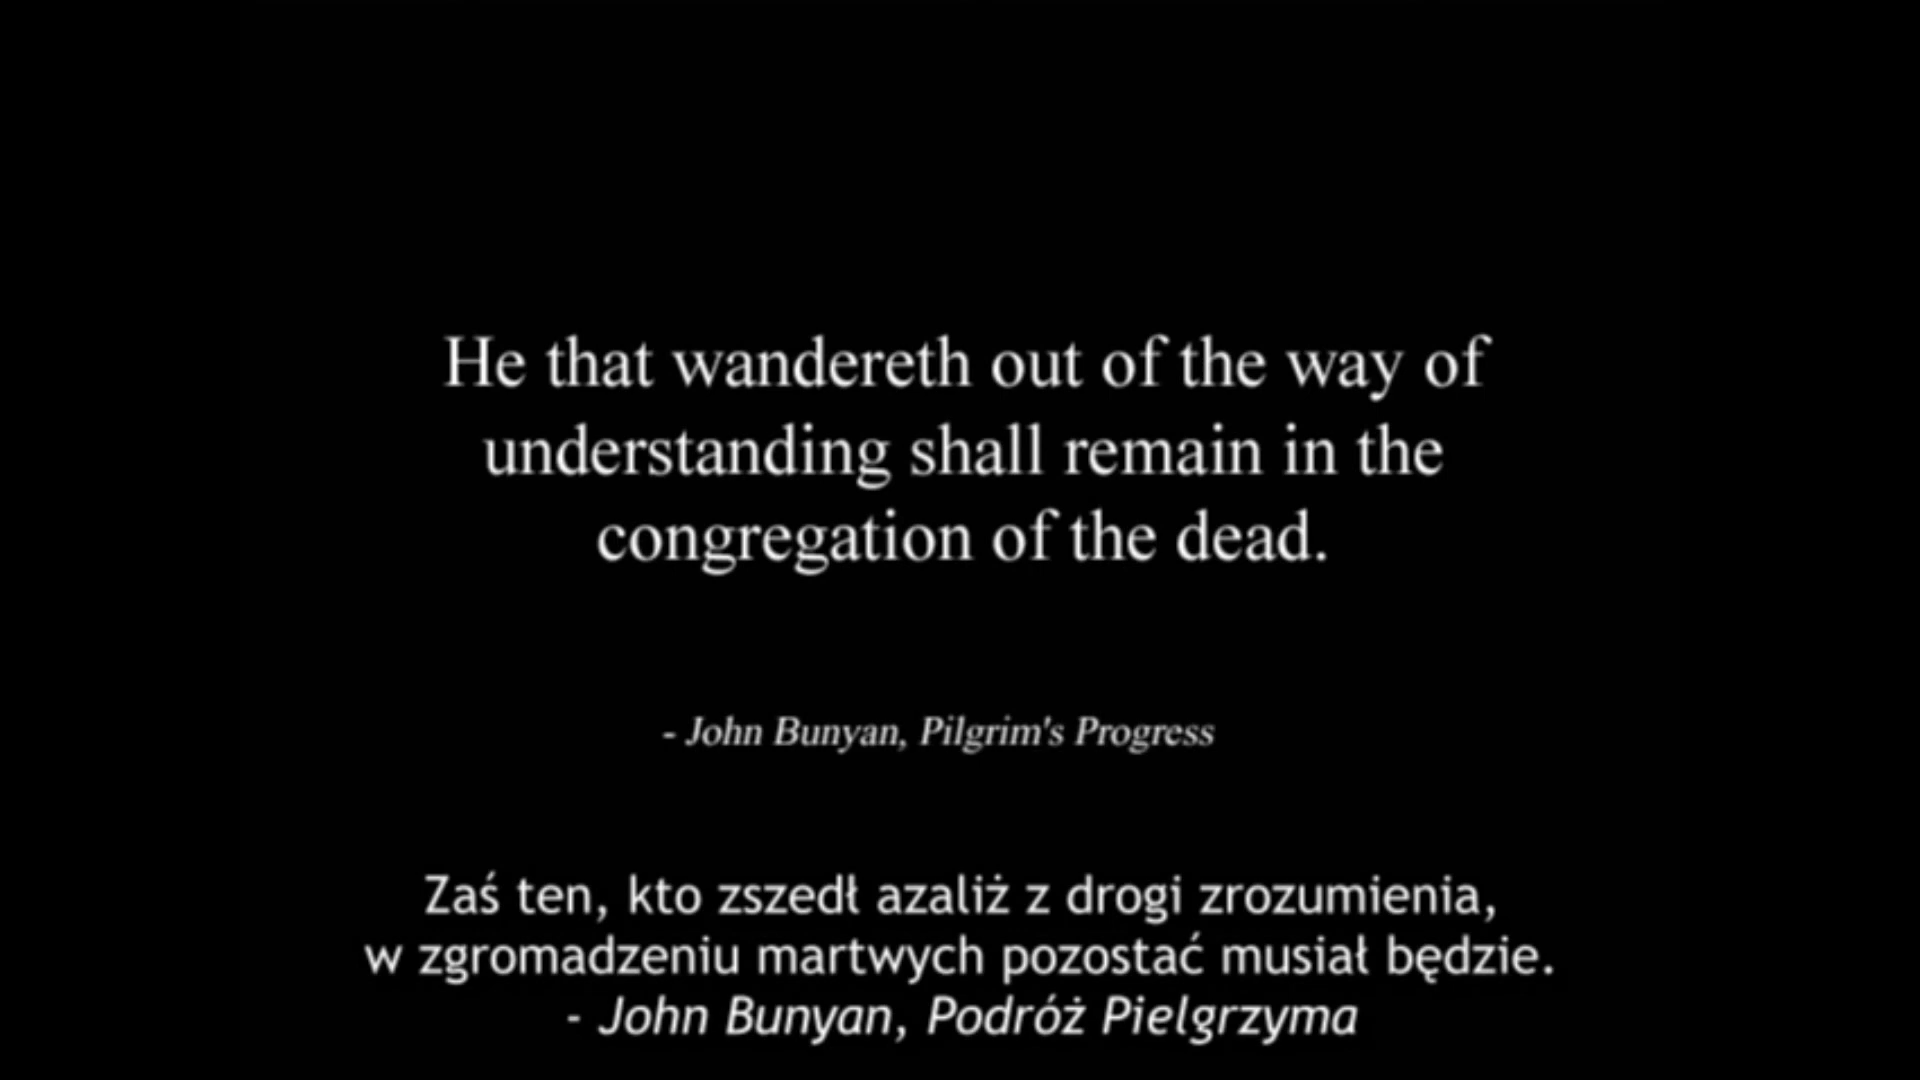 He that wandereth out of the way of
understanding shall remain in the
congregation of the dead.
- John Bunyan, Pilgrim's Progress
Zaś ten, kto zszedł azaliż z drogi zrozumienia,
w zgromadzeniu martwych pozostać musiał będzie.
- John Bunyan, Podróż Pielgrzyma